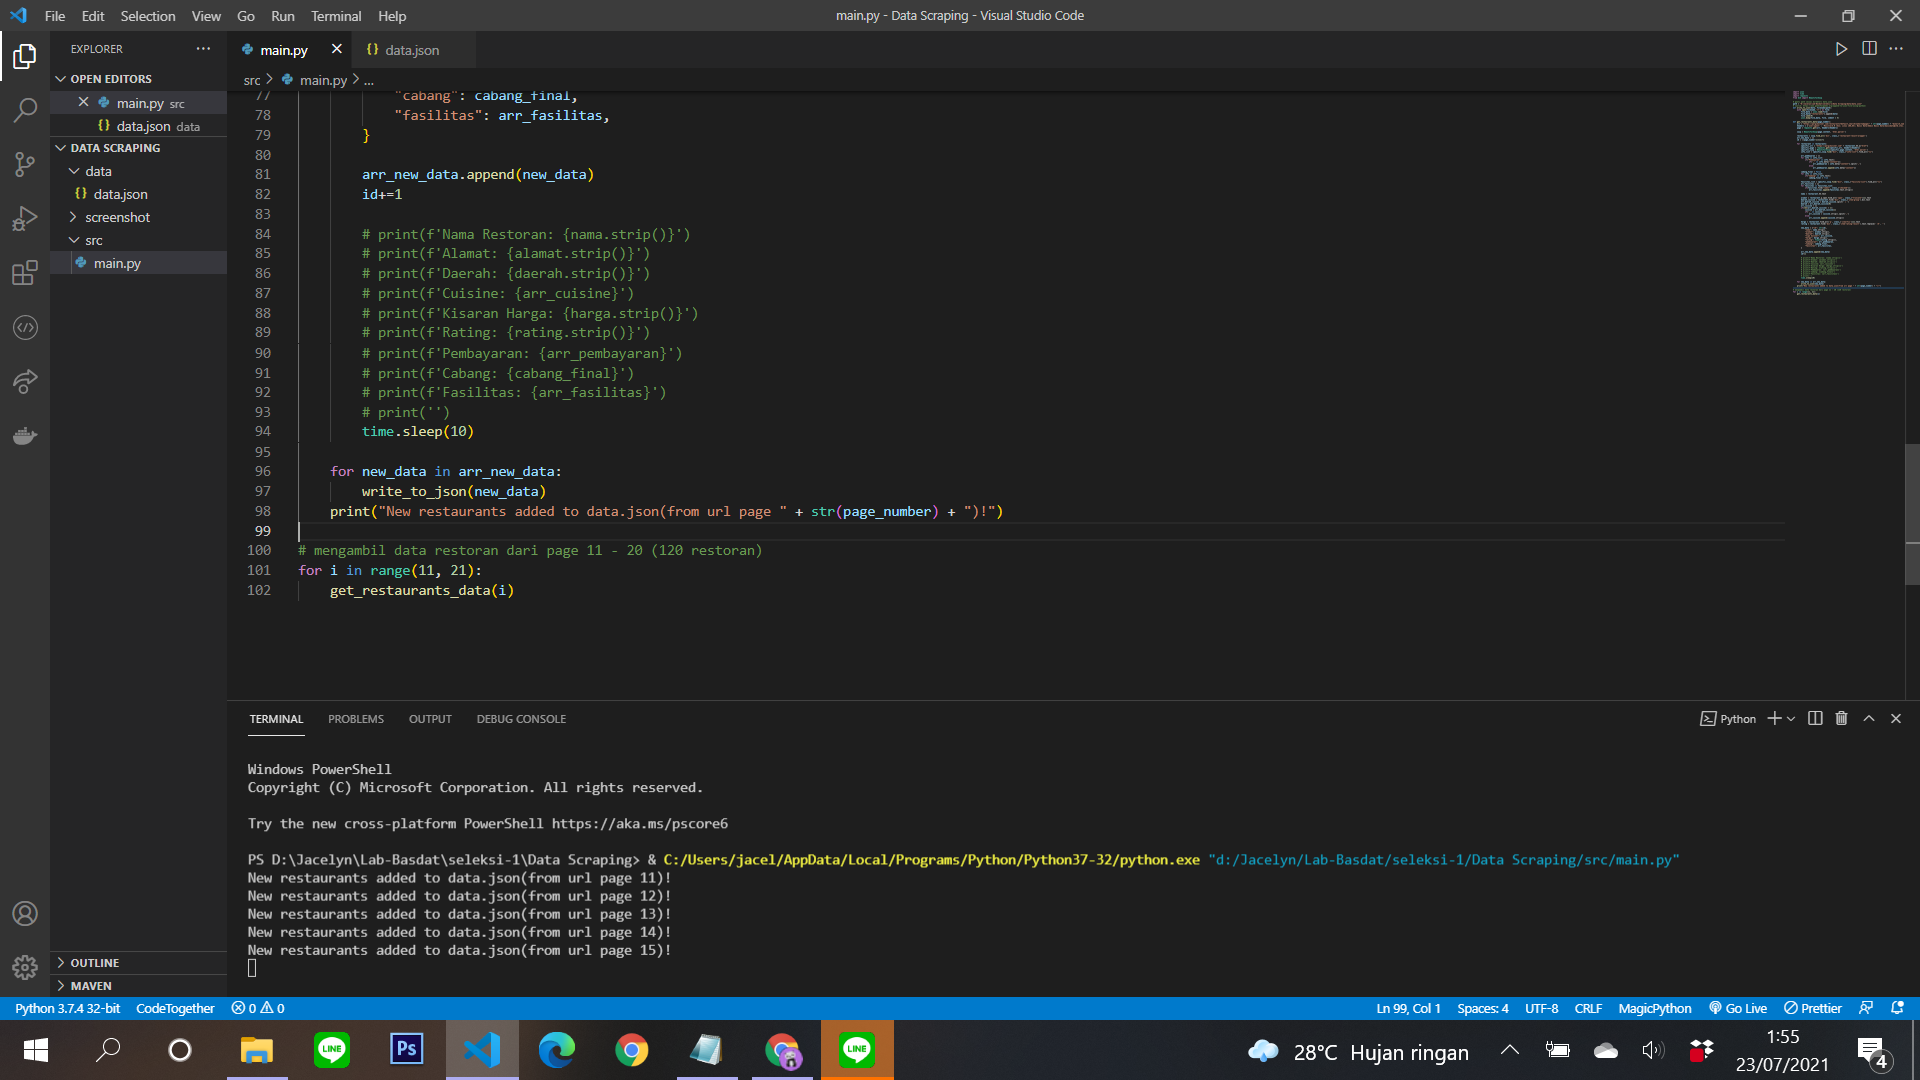 File Edit Selection View Go Run Terminal Help
main.py - Data Scraping - Visual Studio Code
EXPLORER
main.py
data.json
OPEN EDITORS
main.py src
data.json data
DATA SCRAPING
data
data.json
screenshot
src
main.py
OUTLINE
MAVEN
src > main.py > ...
77 "cabang": cabang_final,
78 "fasilitas": arr_fasilitas,
79 }
80
81 arr_new_data.append(new_data)
82 id+=1
83
84 # print(f'Nama Restoran: {nama.strip()}')
85 # print(f'Alamat: {alamat.strip()}')
86 # print(f'Daerah: {daerah.strip()}')
87 # print(f'Cuisine: {arr_cuisine}')
88 # print(f'Kisaran Harga: {harga.strip()}')
89 # print(f'Rating: {rating.strip()}')
90 # print(f'Pembayaran: {arr_pembayaran}')
91 # print(f'Cabang: {cabang_final}')
92 # print(f'Fasilitas: {arr_fasilitas}')
93 # print('')
94 time.sleep(10)
95
96 for new_data in arr_new_data:
97 write_to_json(new_data)
98 print("New restaurants added to data.json(from url page " + str(page_number) + ")!")
99
100 # mengambil data restoran dari page 11 - 20 (120 restoran)
101 for i in range(11, 21):
102 get_restaurants_data(i)
TERMINAL PROBLEMS OUTPUT DEBUG CONSOLE
Python
Windows PowerShell
Copyright (C) Microsoft Corporation. All rights reserved.
Try the new cross-platform PowerShell https://aka.ms/pscore6
PS D:\Jacelyn\Lab-Basdat\seleksi-1\Data Scraping> & C:/Users/jacel/AppData/Local/Programs/Python/Python37-32/python.exe "d:/Jacelyn/Lab-Basdat/seleksi-1/Data Scraping/src/main.py"
New restaurants added to data.json(from url page 11)!
New restaurants added to data.json(from url page 12)!
New restaurants added to data.json(from url page 13)!
New restaurants added to data.json(from url page 14)!
New restaurants added to data.json(from url page 15)!
Python 3.7.4 32-bit CodeTogether 0 0
Ln 99, Col 1 Spaces: 4 UTF-8 CRLF MagicPython Go Live Prettier
LINE
Ps
LINE
28°C Hujan ringan
1:55
23/07/2021
4